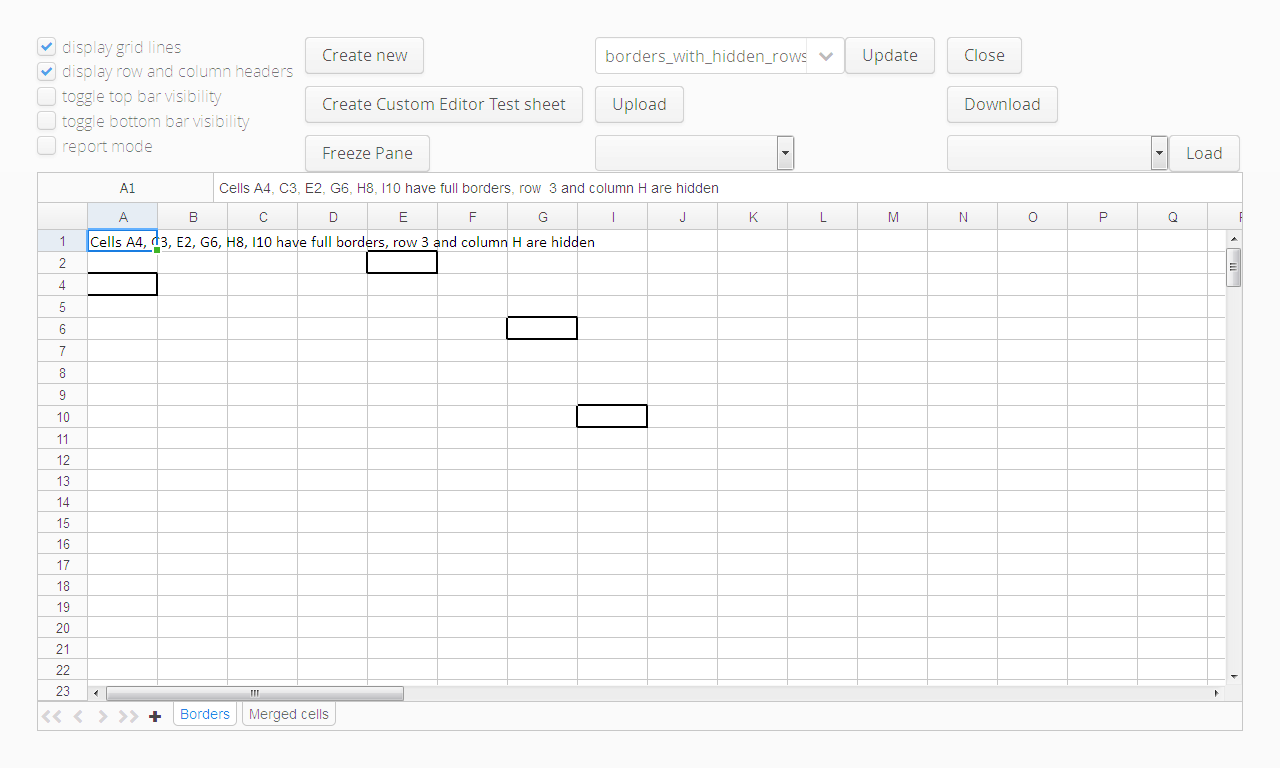 display grid lines
display row and column headers
toggle top bar visibility
toggle bottom bar visibility
report mode
Create new
borders_with_hidden_rows
Update
Close
Create Custom Editor Test sheet
Upload
Download
Freeze Pane
Load
A1
Cells A4, C3, E2, G6, H8, I10 have full borders, row 3 and column H are hidden
A B C D E F G I J K L M N O P Q
1 Cells A4, C3, E2, G6, H8, I10 have full borders, row 3 and column H are hidden
2
4
5
6
7
8
9
10
11
12
13
14
15
16
17
18
19
20
21
22
23
Borders
Merged cells